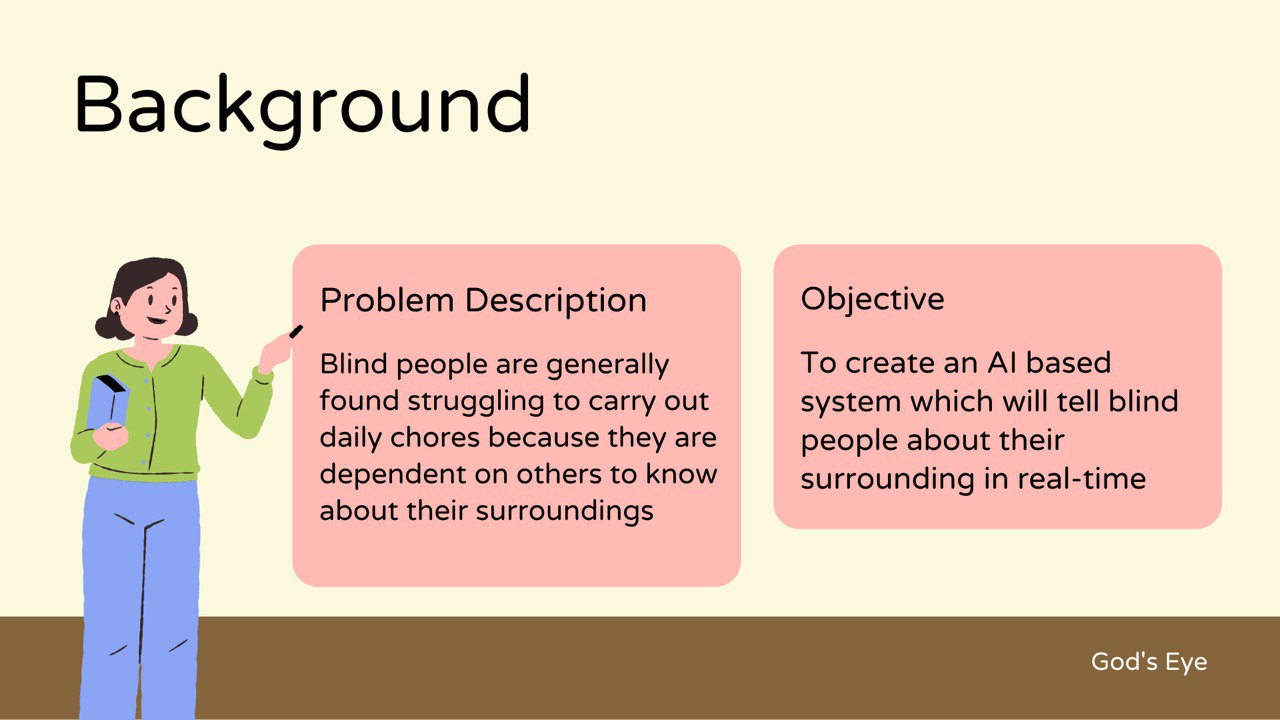 Background
Problem Description
Blind people are generally
found struggling to carry out
daily chores because they are
dependent on others to know
about their surroundings
Objective
To create an AI based
system which will tell blind
people about their
surrounding in real-time
God's Eye